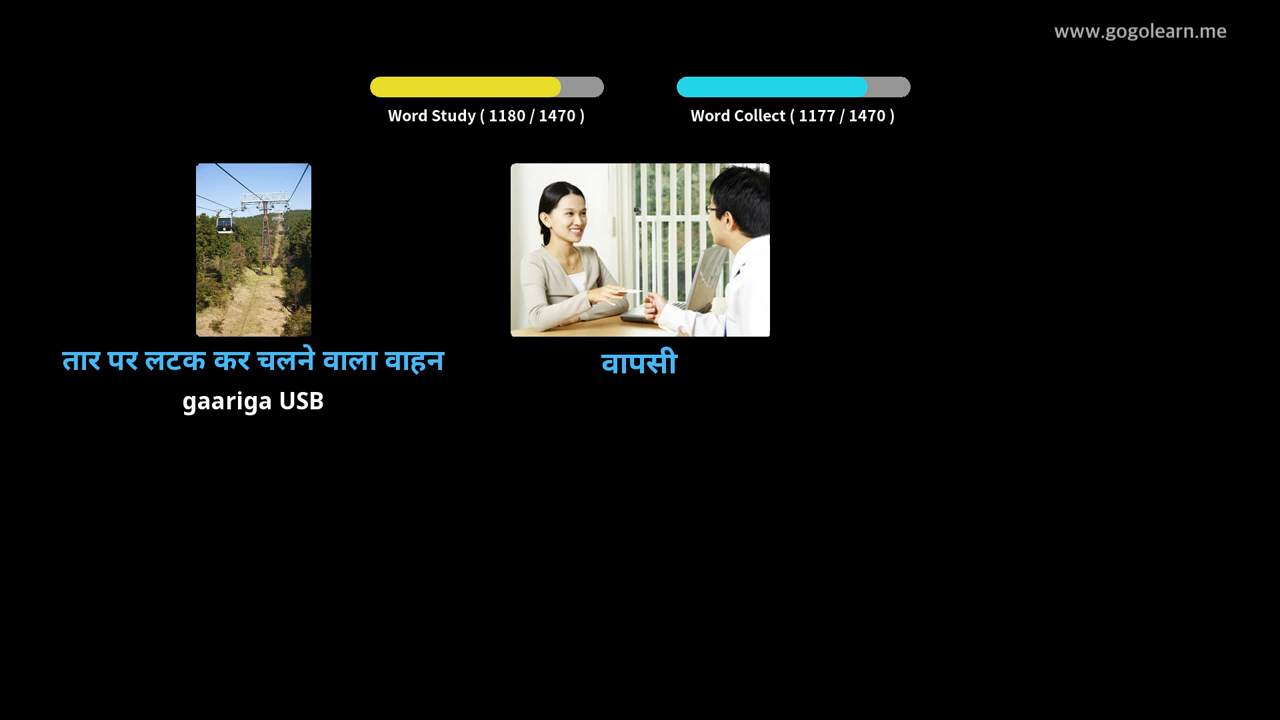 www.gogolearn.me
Word Study ( 1180 / 1470 )
Word Collect ( 1177 / 1470 )
तार पर लटक कर चलने वाला वाहन
gaariga USB
वापसी